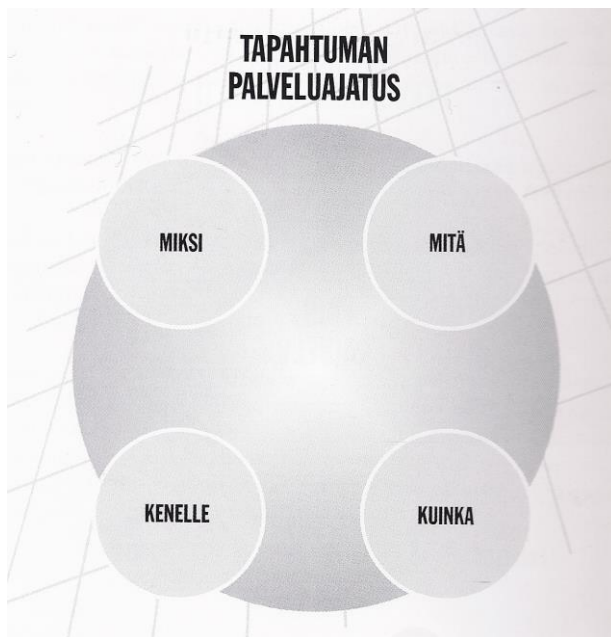 TAPAHTUMAN
PALVELUAJATUS
MIKSI
MITÄ
KENELLE
KUINKA